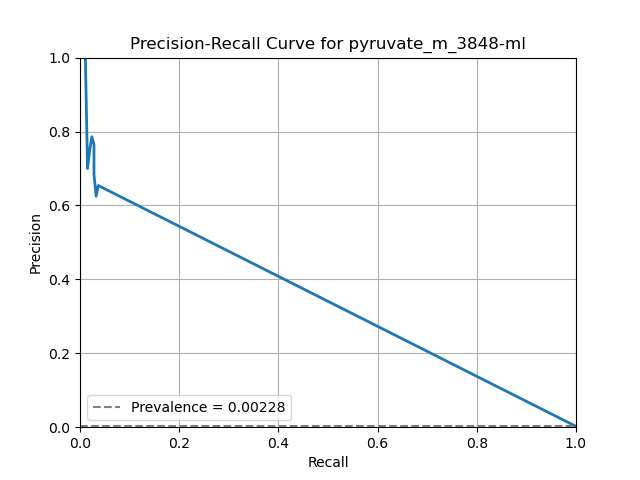 Precision-Recall Curve for pyruvate_m_3848-ml
1.0
0.8
0.6
0.4
0.2
0.0
Precision
Prevalence = 0.00228
0.0 0.2 0.4 0.6 0.8 1.0
Recall